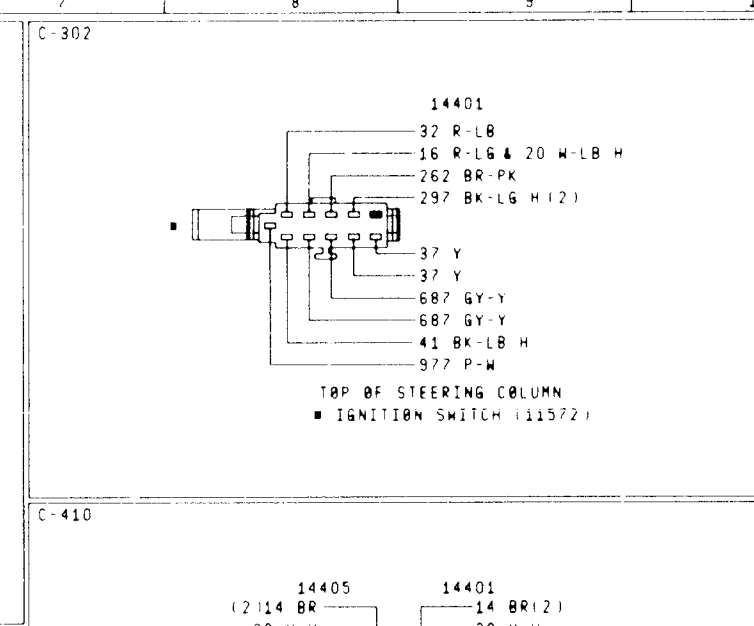 7 8 9
C-302
14401
32 R-LB
16 R-LG & 20 W-LB H
262 BR-PK
297 BK-LG H(2)
37 Y
37 Y
687 GY-Y
687 GY-Y
41 BK-LB H
977 P-W
TOP OF STEERING COLUMN
■ IGNITION SWITCH (11572)
C-410
14405 14401
(2)14 BR 14 BR(2)